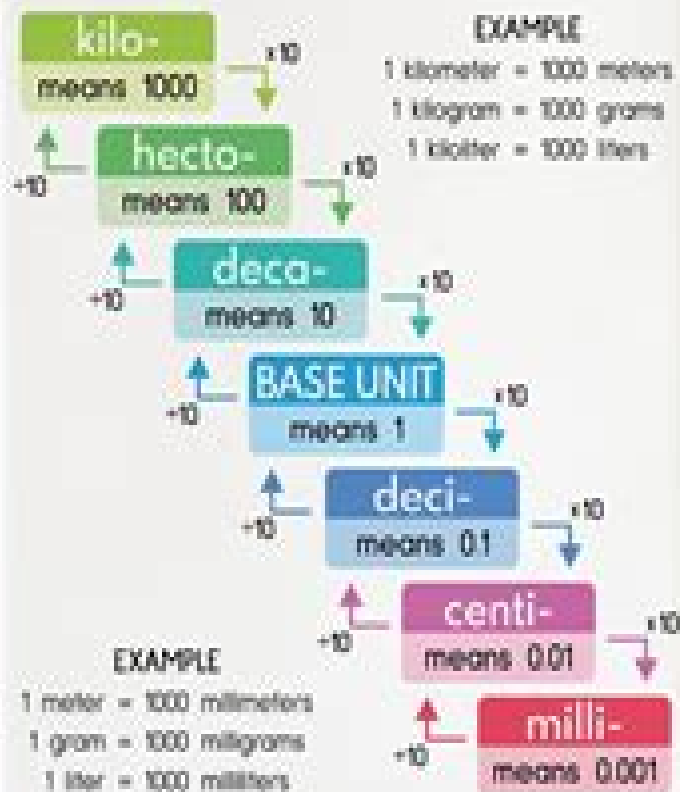 kilo-
means 1000
x10
EXAMPLE
1 kilometer = 1000 meters
1 kilogram = 1000 grams
1 kiloliter = 1000 liters
÷10
hecto-
means 100
x10
÷10
deca-
means 10
x10
÷10
BASE UNIT
means 1
x10
÷10
deci-
means 0.1
x10
÷10
centi-
means 0.01
x10
÷10
milli-
means 0.001
EXAMPLE
1 meter = 1000 millimeters
1 gram = 1000 milligrams
1 liter = 1000 milliliters